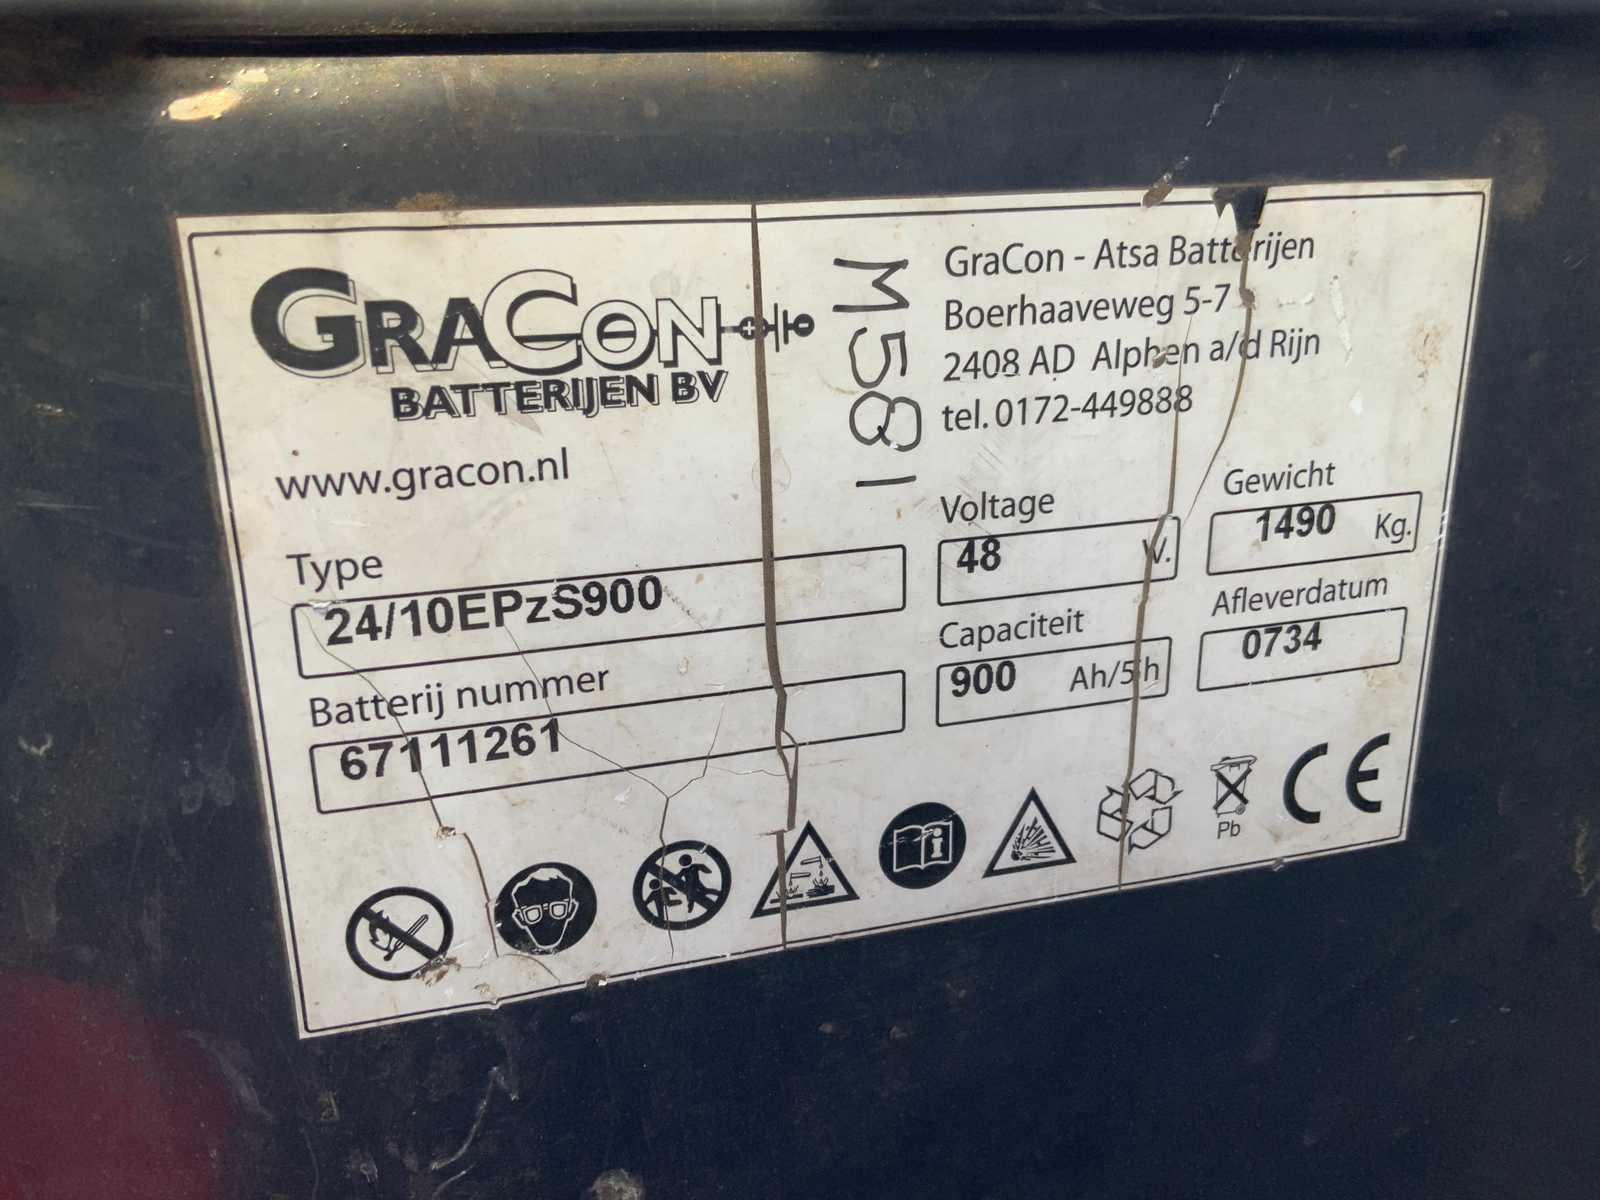 GRACON
BATTERIJEN BV
www.gracon.nl
M581
GraCon - Atsa Batterijen
Boerhaaveweg 5-7
2408 AD Alphen a/d Rijn
tel. 0172-449888
Type
24/10EPzS900
Batterij nummer
67111261
Voltage
48 V.
Gewicht
1490 Kg.
Capaciteit
900 Ah/5h
Afleverdatum
0734
Pb
CE